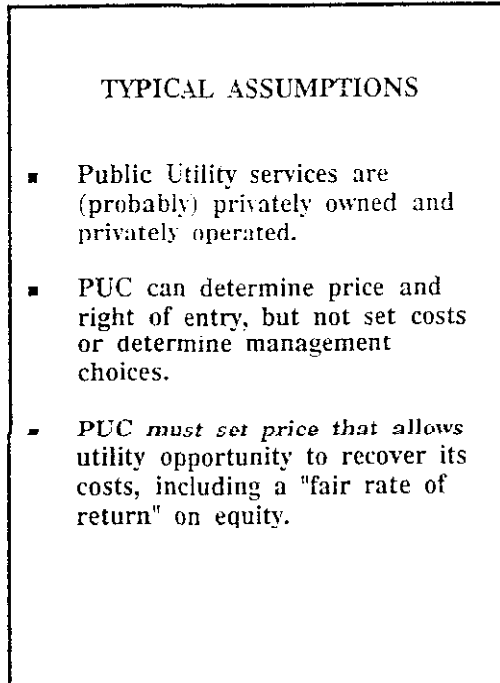 TYPICAL ASSUMPTIONS
▪ Public Utility services are
(probably) privately owned and
privately operated.
▪ PUC can determine price and
right of entry, but not set costs
or determine management
choices.
▪ PUC must set price that allows
utility opportunity to recover its
costs, including a "fair rate of
return" on equity.